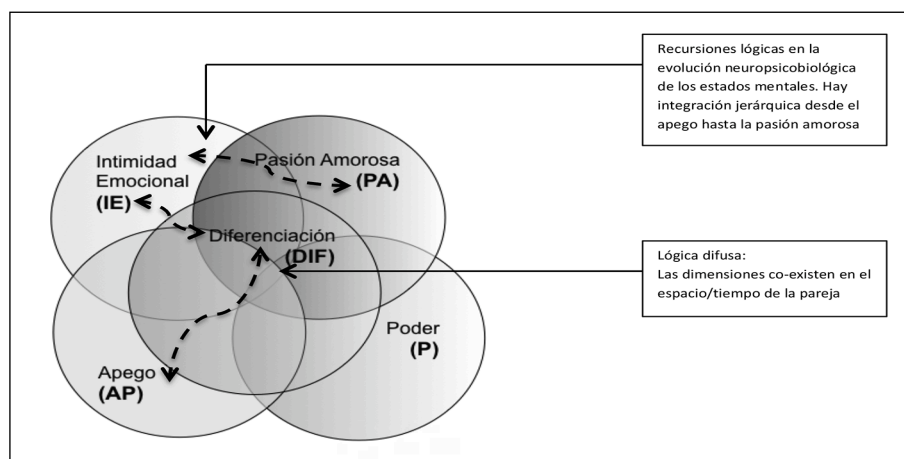 Recursiones lógicas en la
evolución neuropsicobiológica
de los estados mentales. Hay
integración jerárquica desde el
apego hasta la pasión amorosa
Intimidad
Emocional
(IE)
Pasión Amorosa
(PA)
Diferenciación
(DIF)
Lógica difusa:
Las dimensiones co-existen en el
espacio/tiempo de la pareja
Poder
(P)
Apego
(AP)